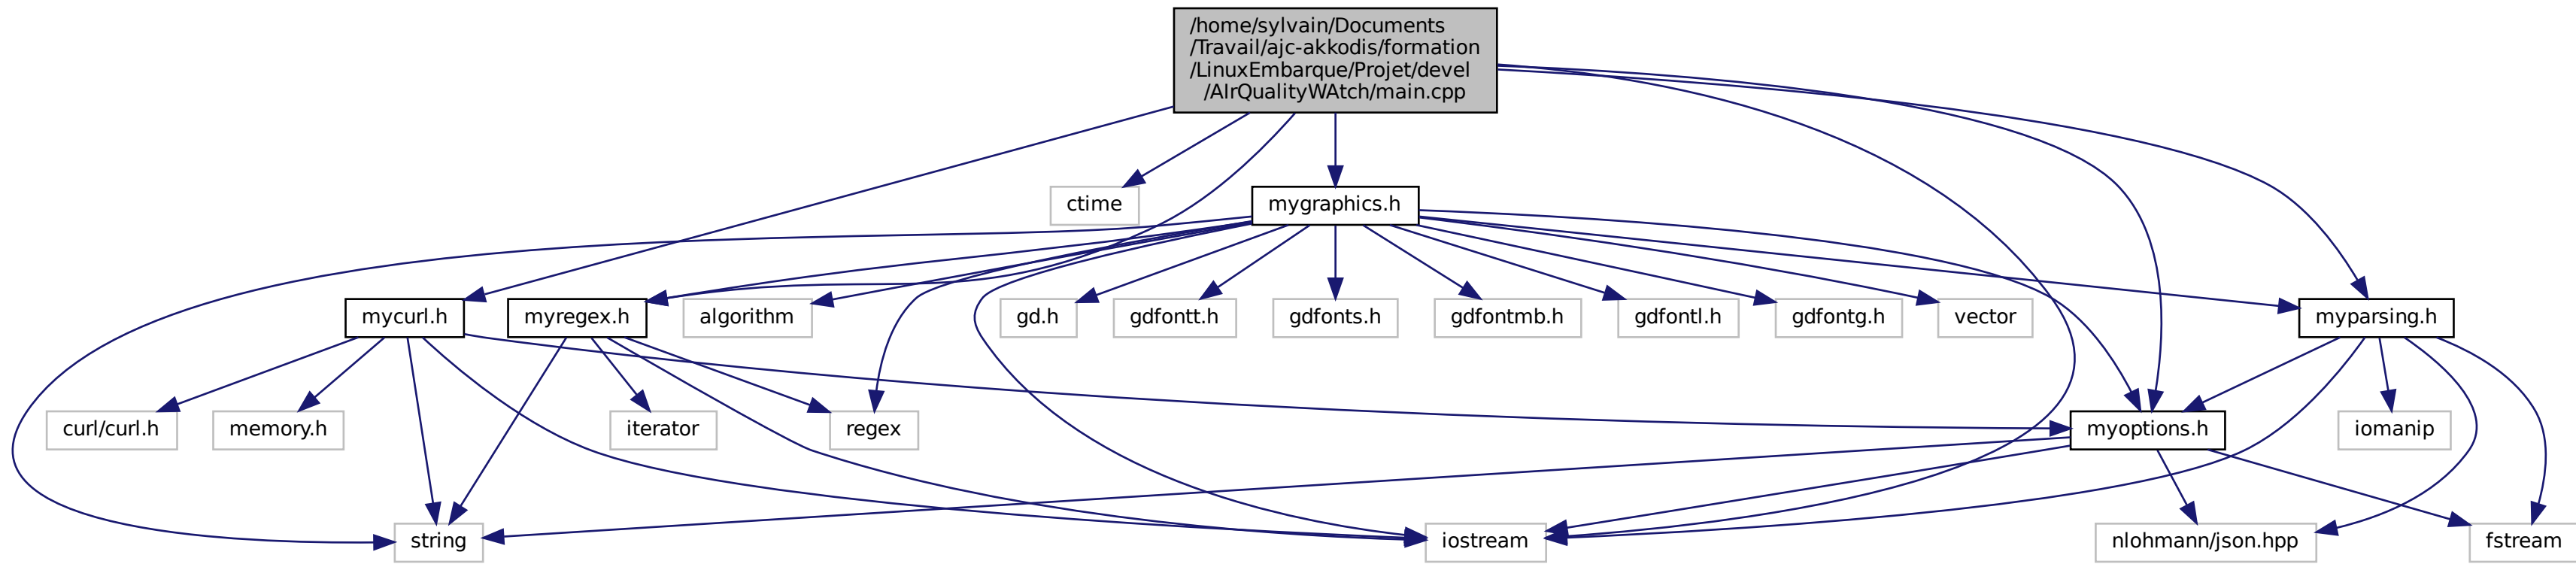 /home/sylvain/Documents
/Travail/ajc-akkodis/formation
/LinuxEmbarque/Projet/devel
/AIrQualityWAtch/main.cpp
ctime
mygraphics.h
mycurl.h
myregex.h
algorithm
gd.h
gdfontt.h
gdfonts.h
gdfontmb.h
gdfontl.h
gdfontg.h
vector
myparsing.h
curl/curl.h
memory.h
iterator
regex
myoptions.h
iomanip
string
iostream
nlohmann/json.hpp
fstream